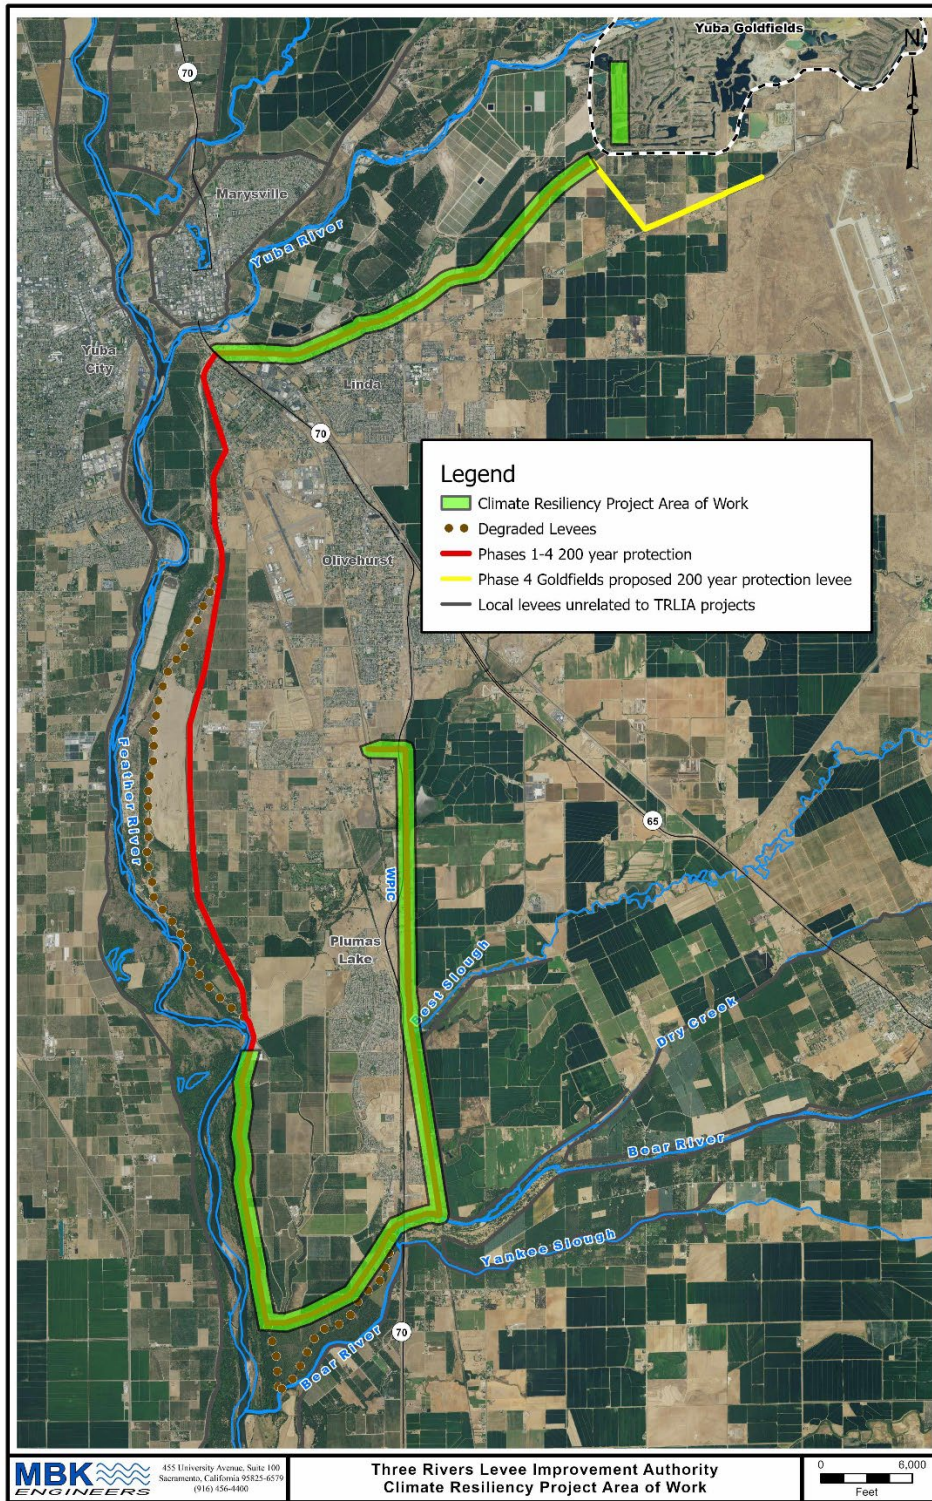 Yuba Goldfields
N
70
Marysville
Yuba River
Yuba
City
Linda
70
Legend
Climate Resiliency Project Area of Work
Degraded Levees
Phases 1-4 200 year protection
Phase 4 Goldfields proposed 200 year protection levee
Local levees unrelated to TRLIA projects
Olivehurst
Feather River
65
WPIC
Plumas
Lake
Best Slough
Dry Creek
Bear River
Yankee Slough
70
Bear River
MBK
ENGINEERS
455 University Avenue, Suite 100
Sacramento, California 95825-6579
(916) 456-4400
Three Rivers Levee Improvement Authority
Climate Resiliency Project Area of Work
0 6,000
Feet